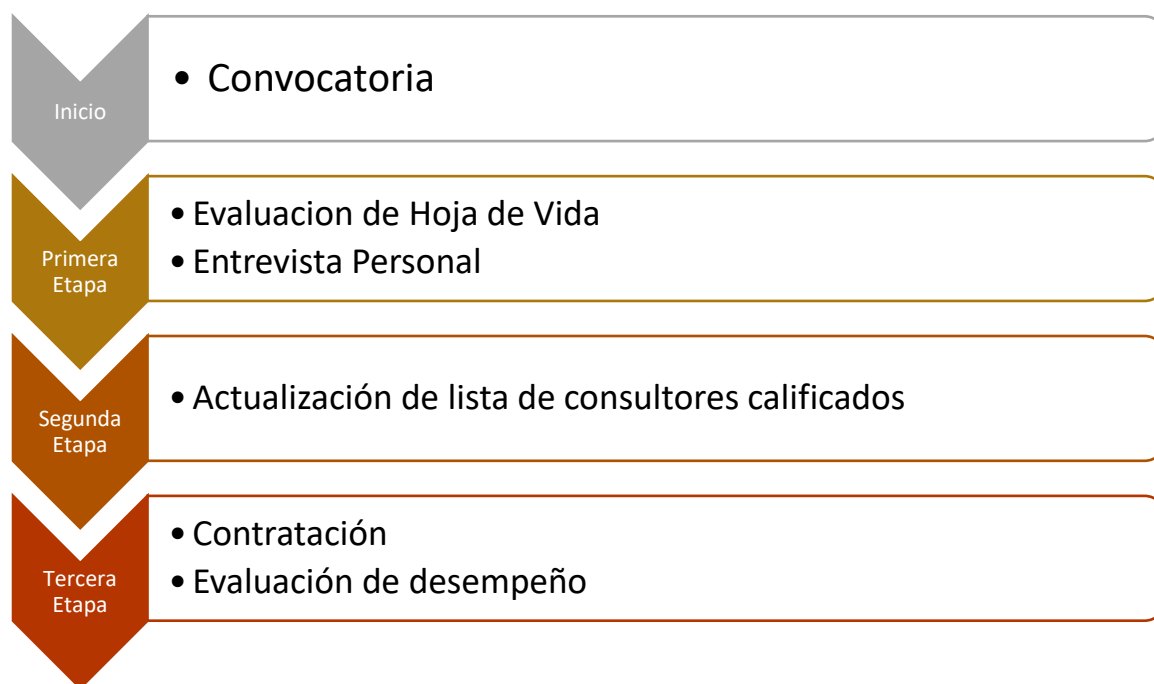 Inicio
• Convocatoria
Primera
Etapa
• Evaluacion de Hoja de Vida
• Entrevista Personal
Segunda
Etapa
• Actualización de lista de consultores calificados
Tercera
Etapa
• Contratación
• Evaluación de desempeño